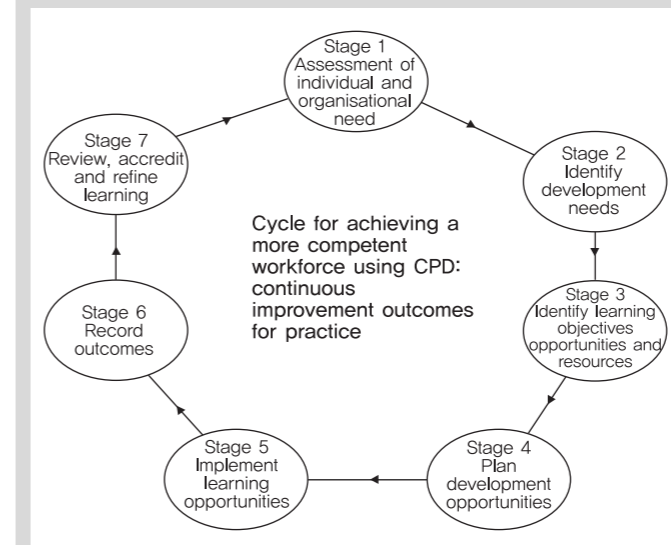 Stage 1
Assessment of
individual and
organisational
need
Stage 2
Identify
development
needs
Stage 3
Identify learning
objectives
opportunities and
resources
Stage 4
Plan
development
opportunities
Stage 5
Implement
learning
opportunities
Stage 6
Record
outcomes
Stage 7
Review, accredit
and refine
learning
Cycle for achieving a
more competent
workforce using CPD:
continuous
improvement outcomes
for practice